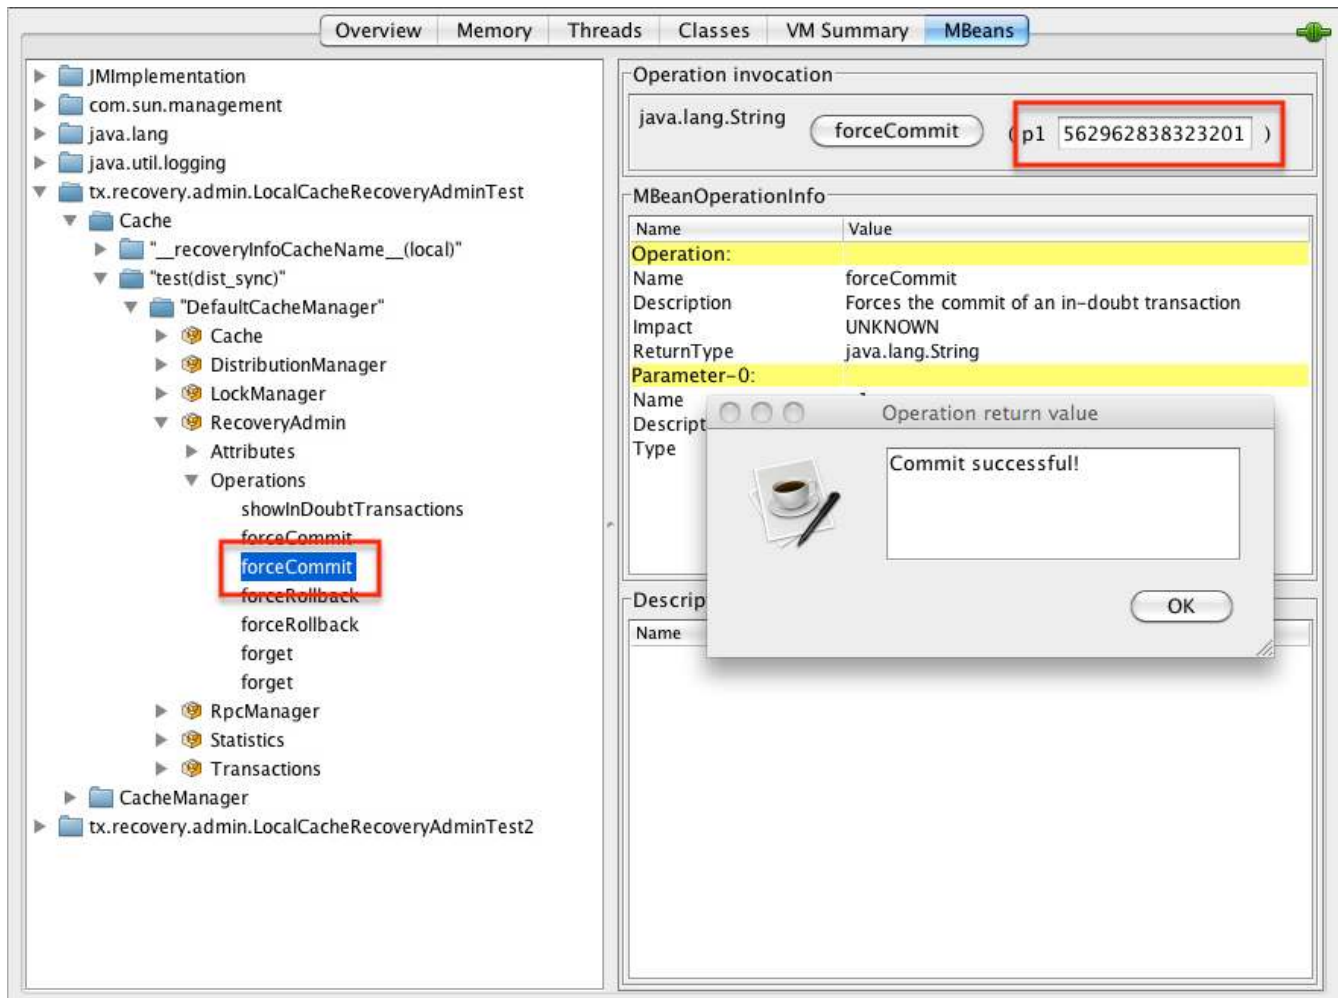 Overview Memory Threads Classes VM Summary MBeans
JMImplementation
com.sun.management
java.lang
java.util.logging
tx.recovery.admin.LocalCacheRecoveryAdminTest
Cache
"__recoveryInfoCacheName__(local)"
"test(dist_sync)"
"DefaultCacheManager"
Cache
DistributionManager
LockManager
RecoveryAdmin
Attributes
Operations
showInDoubtTransactions
forceCommit
forceCommit
forceRollback
forceRollback
forget
forget
RpcManager
Statistics
Transactions
CacheManager
tx.recovery.admin.LocalCacheRecoveryAdminTest2
Operation invocation
java.lang.String forceCommit ( p1 562962838323201 )
MBeanOperationInfo
Name Value
Operation:
Name forceCommit
Description Forces the commit of an in-doubt transaction
Impact UNKNOWN
ReturnType java.lang.String
Parameter-0:
Name
Descript
Type
Operation return value
Commit successful!
OK
Descrip
Name